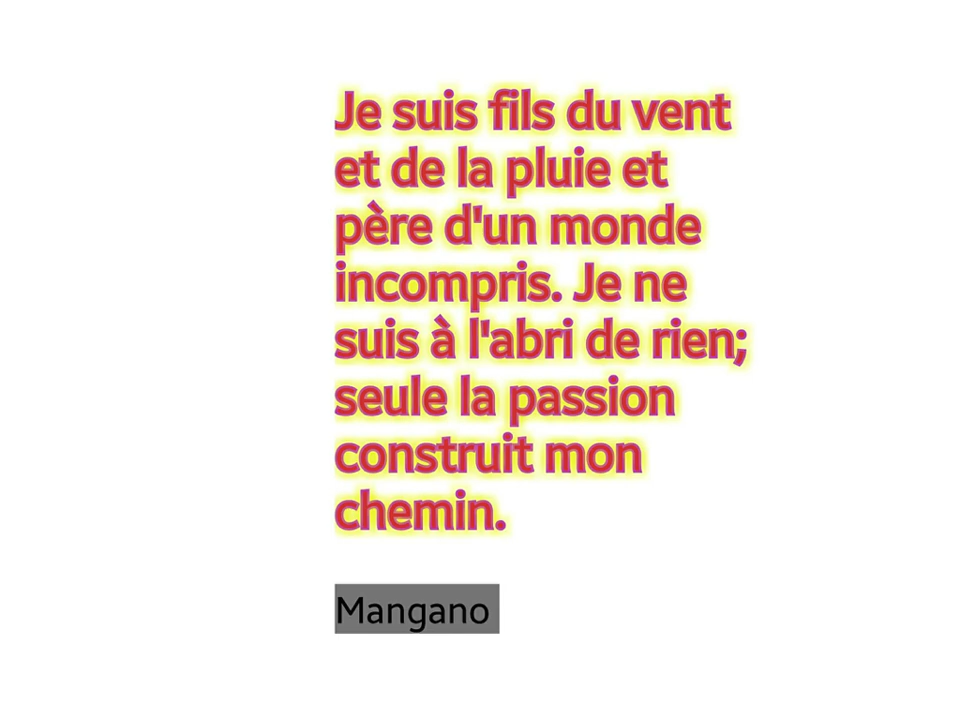 Je suis fils du vent
et de la pluie et
père d'un monde
incompris. Je ne
suis à l'abri de rien;
seule la passion
construit mon
chemin.
Mangano